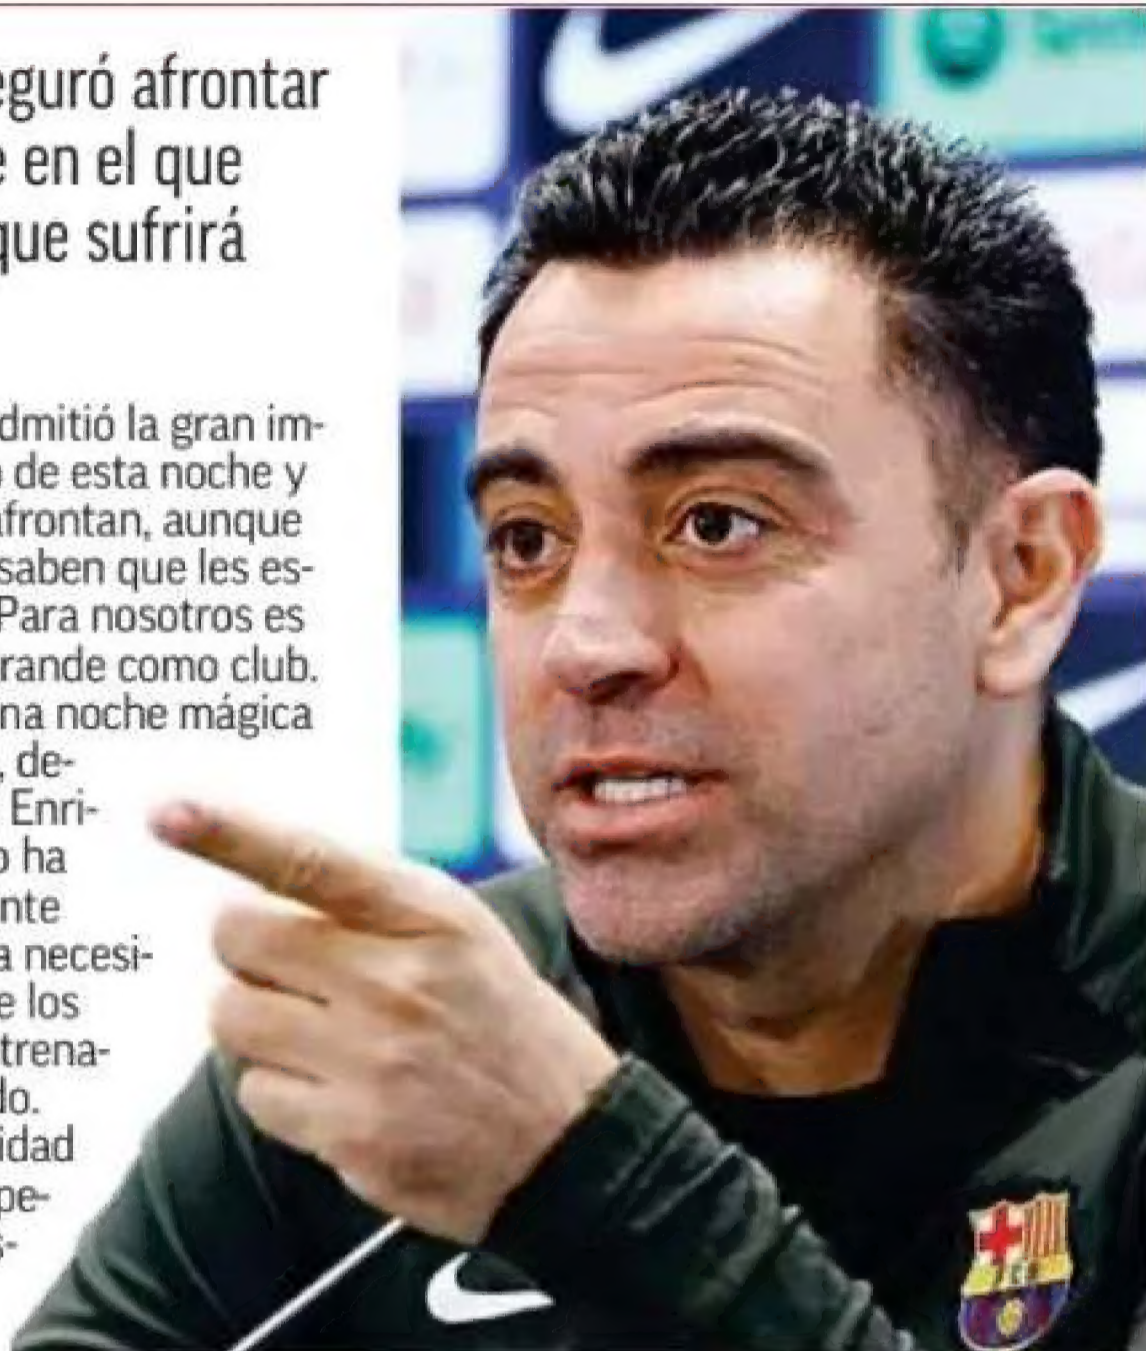 eguró afrontar
e en el que
que sufrirá
dmitió la gran im-
o de esta noche y
afrontan, aunque
saben que les es-
Para nosotros es
rande como club.
na noche mágica
, de-
Enri-
o ha
nte
a necesi-
e los
trena-
do.
idad
pe-
s-
FCB